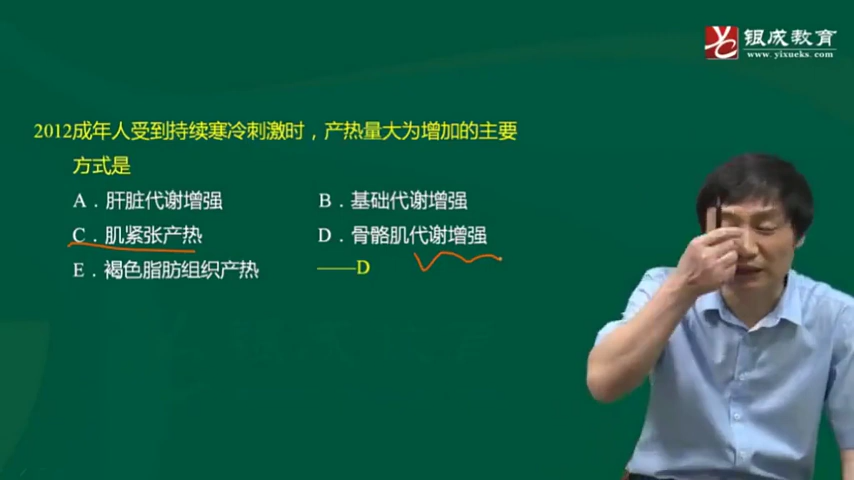 银成教育
www.yixueks.com
2012成年人受到持续寒冷刺激时，产热量大为增加的主要
方式是
A．肝脏代谢增强
B．基础代谢增强
C．肌紧张产热
D．骨骼肌代谢增强
E．褐色脂肪组织产热
——D